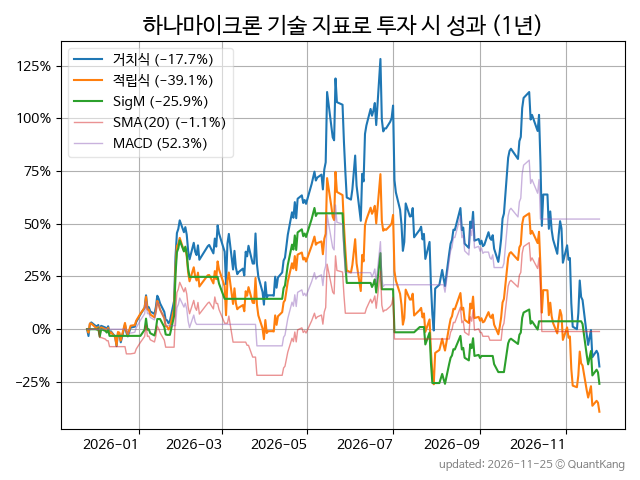 하나마이크론 기술 지표로 투자 시 성과 (1년)
거치식 (-17.7%)
적립식 (-39.1%)
SigM (-25.9%)
SMA(20) (-1.1%)
MACD (52.3%)
125%
100%
75%
50%
25%
0%
−25%
2026-01 2026-03 2026-05 2026-07 2026-09 2026-11
updated: 2026-11-25 © QuantKang